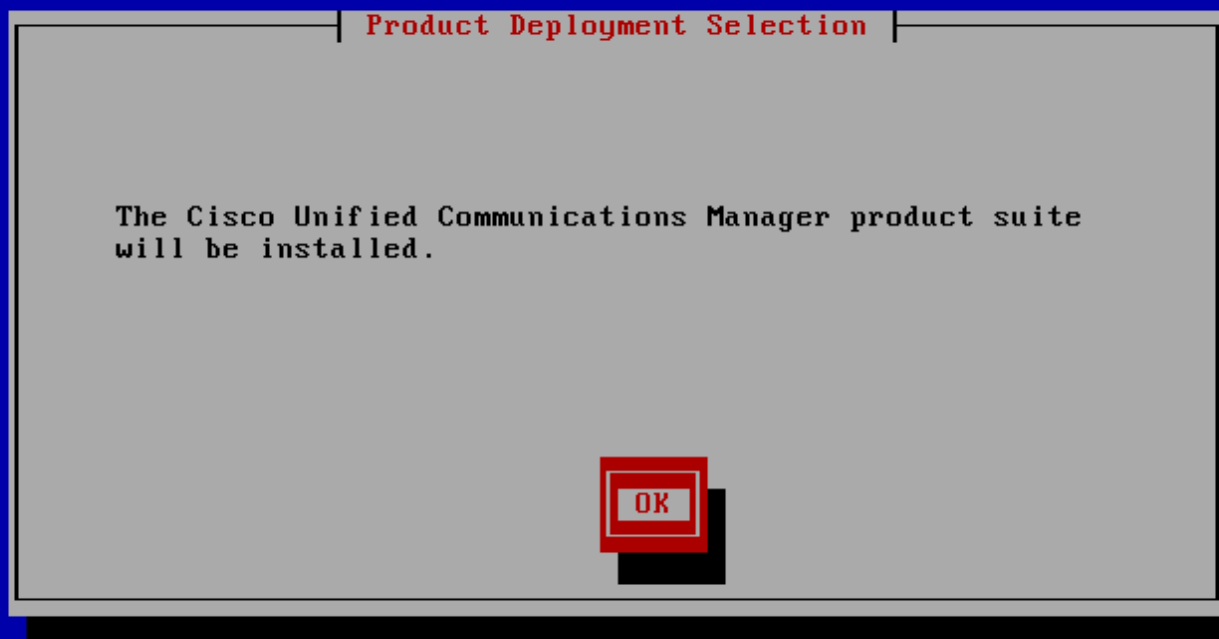 Product Deployment Selection
The Cisco Unified Communications Manager product suite
will be installed.
OK